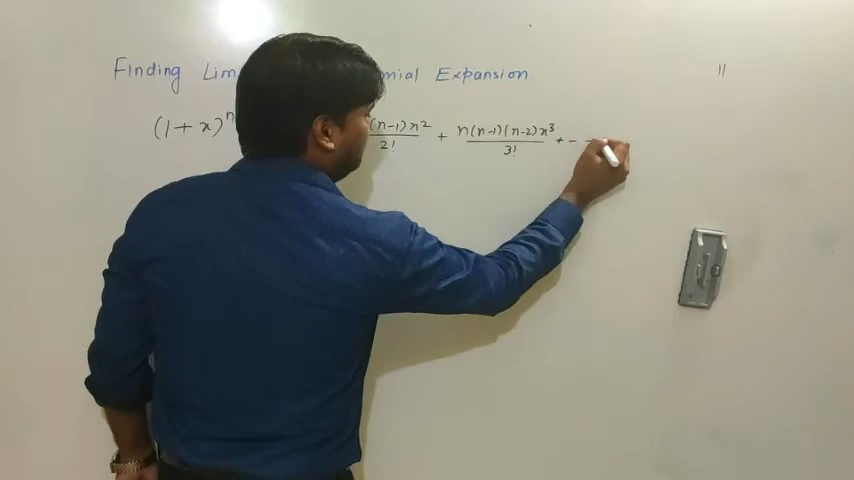 Finding Lim mial Expansion 11
(1+x)ⁿ (n-1)x²/2! + n(n-1)(n-2)x³/3! + - -